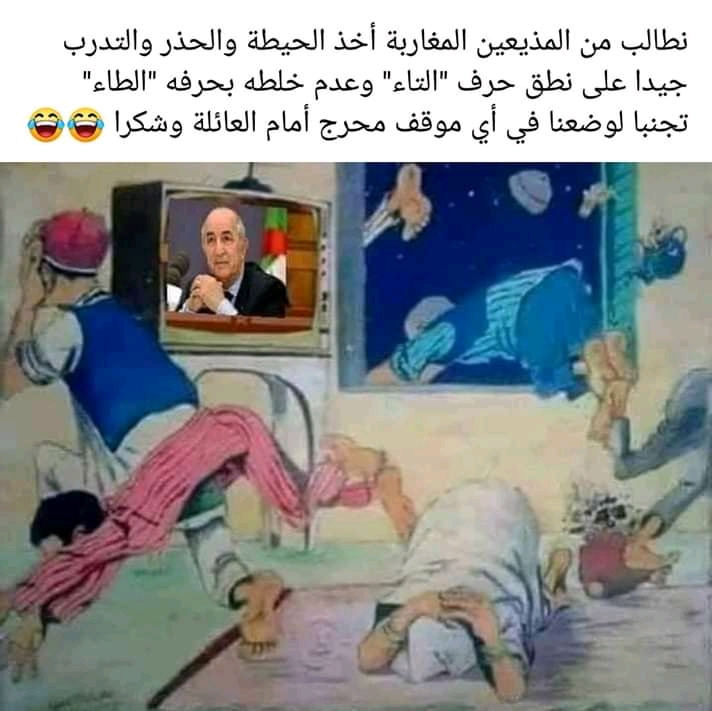 نطالب من المذيعين المغاربة أخذ الحيطة والحذر والتدرب
جيدا على نطق حرف "التاء" وعدم خلطه بحرفه "الطاء"
تجنبا لوضعنا في أي موقف محرج أمام العائلة وشكرا 😂😂